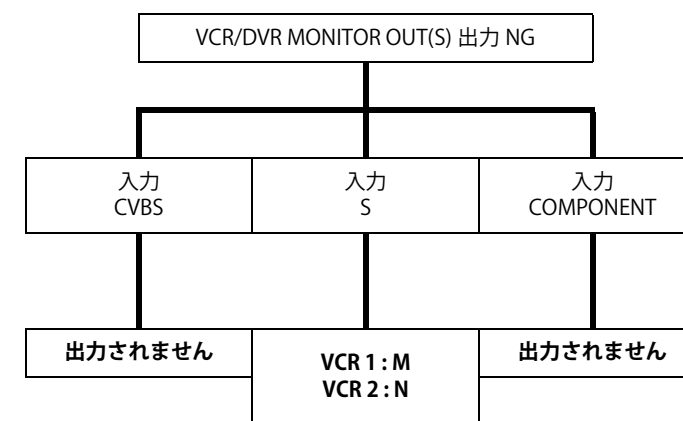 VCR/DVR MONITOR OUT(S) 出力 NG
入力
CVBS
入力
S
入力
COMPONENT
出力されません
VCR 1 : M
VCR 2 : N
出力されません